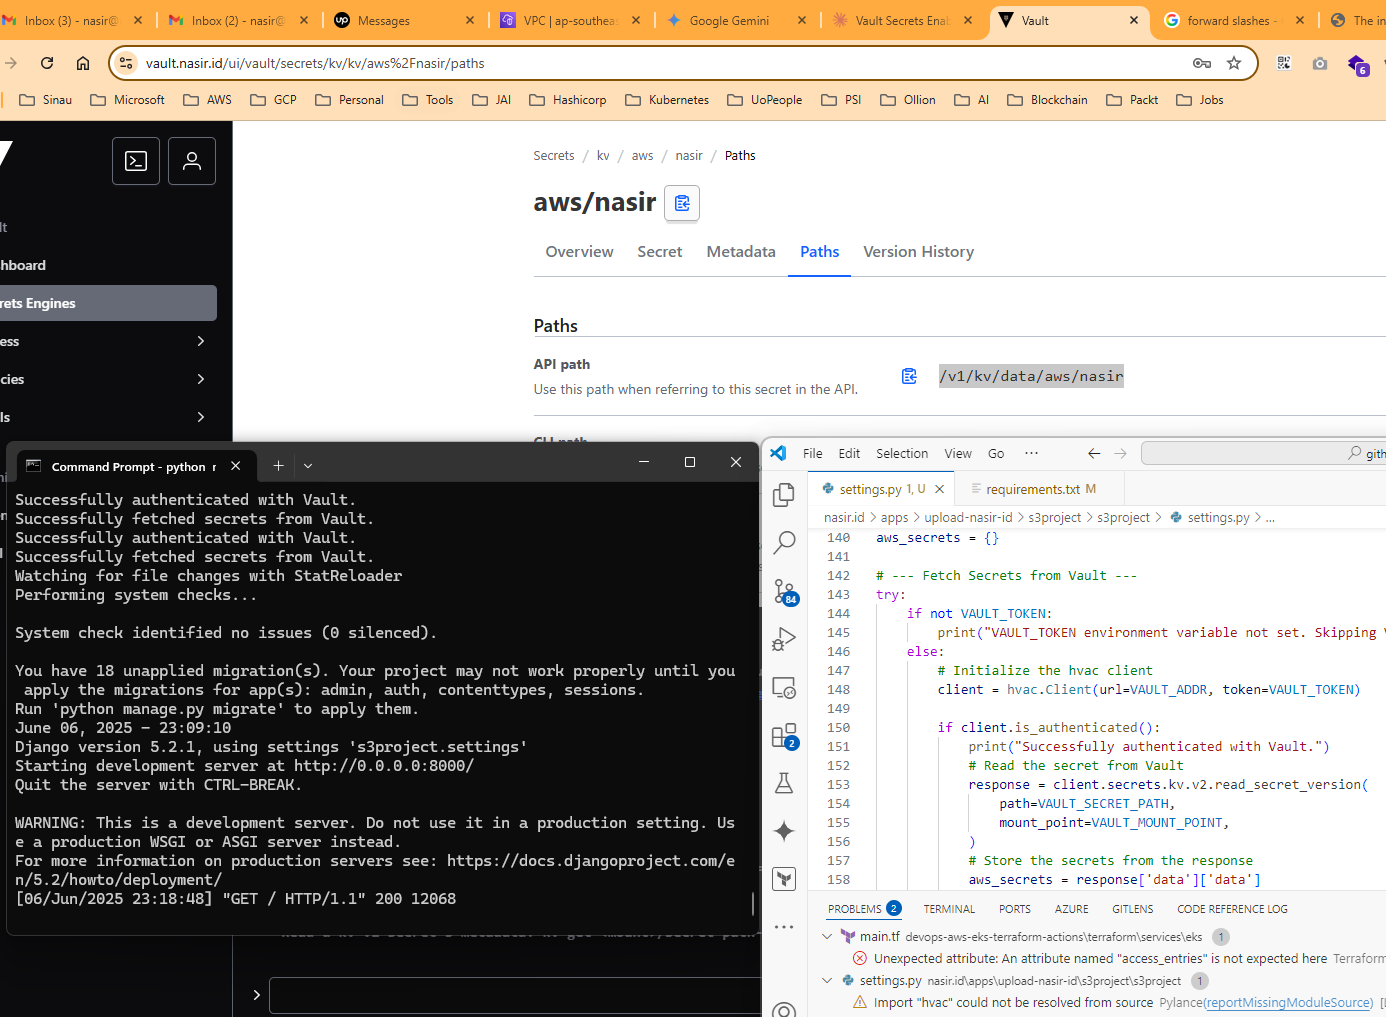 Inbox (3) - nasir@
Inbox (2) - nasir@
up Messages
VPC | ap-southeas
Google Gemini
Vault Secrets Enab
Vault
forward slashes -
The in
vault.nasir.id/ui/vault/secrets/kv/kv/aws%2Fnasir/paths
6
Sinau Microsoft AWS GCP Personal Tools JAI Hashicorp Kubernetes UoPeople PSI Ollion AI Blockchain Packt Jobs
lt
hboard
rets Engines
ess
cies
ls
Secrets / kv / aws / nasir / Paths
aws/nasir
Overview Secret Metadata Paths Version History
Paths
API path
Use this path when referring to this secret in the API.
/v1/kv/data/aws/nasir
CLI path
Command Prompt - python r
Successfully authenticated with Vault.
Successfully fetched secrets from Vault.
Successfully authenticated with Vault.
Successfully fetched secrets from Vault.
Watching for file changes with StatReloader
Performing system checks...
System check identified no issues (0 silenced).
You have 18 unapplied migration(s). Your project may not work properly until you
apply the migrations for app(s): admin, auth, contenttypes, sessions.
Run 'python manage.py migrate' to apply them.
June 06, 2025 - 23:09:10
Django version 5.2.1, using settings 's3project.settings'
Starting development server at http://0.0.0.0:8000/
Quit the server with CTRL-BREAK.
WARNING: This is a development server. Do not use it in a production setting. Us
e a production WSGI or ASGI server instead.
For more information on production servers see: https://docs.djangoproject.com/e
n/5.2/howto/deployment/
[06/Jun/2025 23:18:48] "GET / HTTP/1.1" 200 12068
File Edit Selection View Go ···
gith
settings.py 1, U
requirements.txt M
nasir.id > apps > upload-nasir-id > s3project > s3project > settings.py > ...
84
2
140 aws_secrets = {}
141
142 # --- Fetch Secrets from Vault ---
143 try:
144 if not VAULT_TOKEN:
145 print("VAULT_TOKEN environment variable not set. Skipping V
146 else:
147 # Initialize the hvac client
148 client = hvac.Client(url=VAULT_ADDR, token=VAULT_TOKEN)
149
150 if client.is_authenticated():
151 print("Successfully authenticated with Vault.")
152 # Read the secret from Vault
153 response = client.secrets.kv.v2.read_secret_version(
154 path=VAULT_SECRET_PATH,
155 mount_point=VAULT_MOUNT_POINT,
156 )
157 # Store the secrets from the response
158 aws_secrets = response['data']['data']
PROBLEMS 2 TERMINAL PORTS AZURE GITLENS CODE REFERENCE LOG
main.tf devops-aws-eks-terraform-actions\terraform\services\eks 1
Unexpected attribute: An attribute named "access_entries" is not expected here Terraform
settings.py nasir.id\apps\upload-nasir-id\s3project\s3project 1
Import "hvac" could not be resolved from source Pylance(reportMissingModuleSource) [